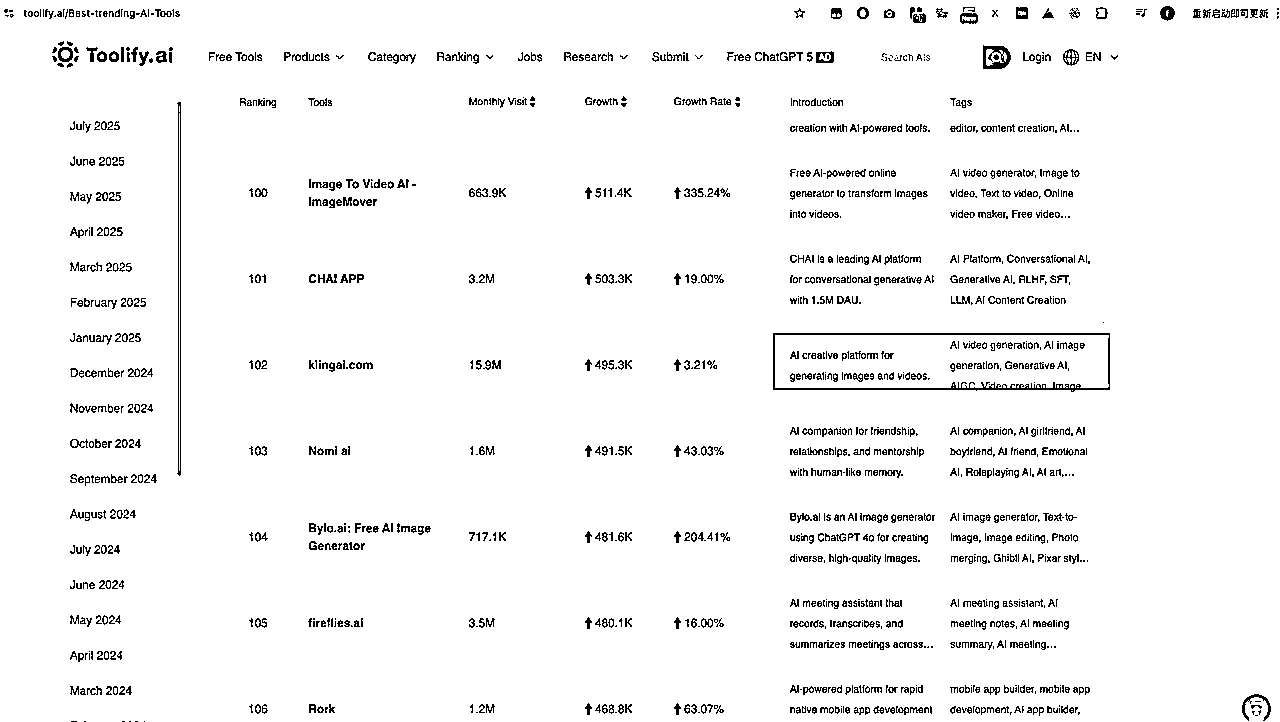 toolify.ai/Best-trending-AI-Tools
重新启动即可更新
Toolify.ai
Free Tools
Products
Category
Ranking
Jobs
Research
Submit
Free ChatGPT 5 AD
Search AIs
Login
EN
July 2025
June 2025
May 2025
April 2025
March 2025
February 2025
January 2025
December 2024
November 2024
October 2024
September 2024
August 2024
July 2024
June 2024
May 2024
April 2024
March 2024
Ranking
Tools
Monthly Visit
Growth
Growth Rate
Introduction
Tags
creation with AI-powered tools.
editor, content creation, AI...
100
Image To Video AI -
ImageMover
663.9K
511.4K
335.24%
Free AI-powered online
generator to transform images
into videos.
AI video generator, Image to
video, Text to video, Online
video maker, Free video...
101
CHAI APP
3.2M
503.3K
19.00%
CHAI is a leading AI platform
for conversational generative AI
with 1.5M DAU.
AI Platform, Conversational AI,
Generative AI, RLHF, SFT,
LLM, AI Content Creation
102
klingai.com
15.9M
495.3K
3.21%
AI creative platform for
generating images and videos.
AI video generation, AI image
generation, Generative AI,
AIGC, Video creation, Image
103
Nomi ai
1.6M
491.5K
43.03%
AI companion for friendship,
relationships, and mentorship
with human-like memory.
AI companion, AI girlfriend, AI
boyfriend, AI friend, Emotional
AI, Roleplaying AI, AI art,...
104
Bylo.ai: Free AI Image
Generator
717.1K
481.6K
204.41%
Bylo.ai is an AI image generator
using ChatGPT 4o for creating
diverse, high-quality images.
AI image generator, Text-to-
Image, Image editing, Photo
merging, Ghibli AI, Pixar styl...
105
fireflies.ai
3.5M
480.1K
16.00%
AI meeting assistant that
records, transcribes, and
summarizes meetings across...
AI meeting assistant, AI
meeting notes, AI meeting
summary, AI meeting...
106
Rork
1.2M
468.8K
63.07%
AI-powered platform for rapid
native mobile app development
mobile app builder, mobile app
development, AI app builder,